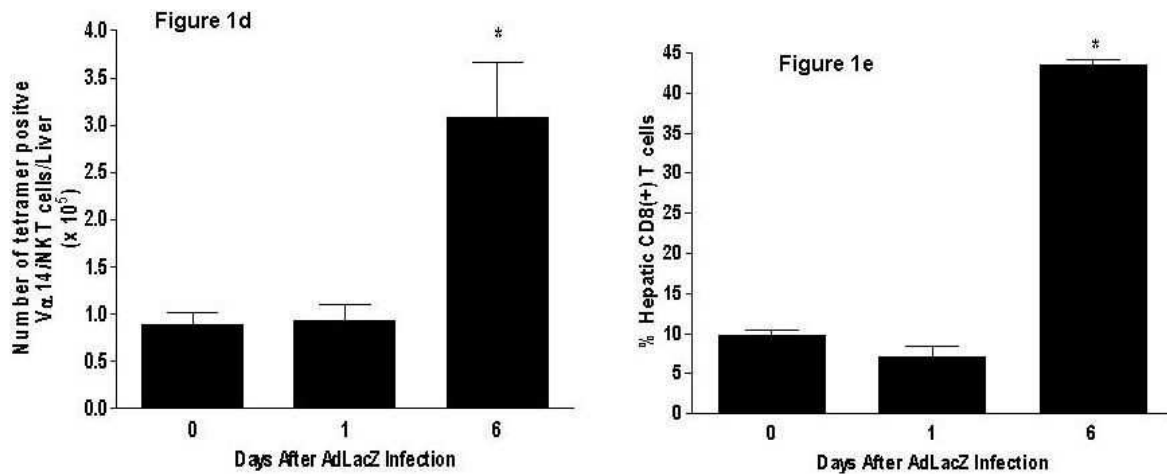 Figure 1d
*
4.0
3.5
3.0
2.5
2.0
1.5
1.0
0.5
0.0
Number of tetramer positve
Vα14iNKT cells/Liver
(x 10⁵)
0 1 6
Days After AdLacZ Infection
Figure 1e
*
45
40
35
30
25
20
15
10
5
0
% Hepatic CD8(+) T cells
0 1 6
Days After AdLacZ Infection